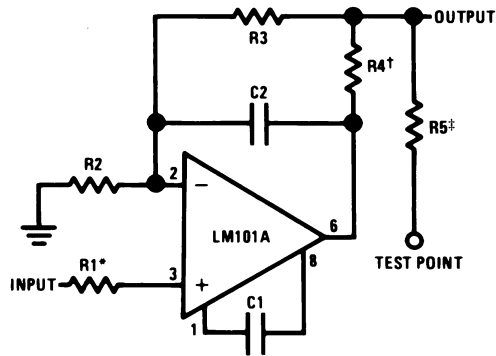 OUTPUT
R3
R4†
C2
R5‡
R2
2
−
6
LM101A
8
TEST POINT
INPUT
R1*
3
+
C1
1